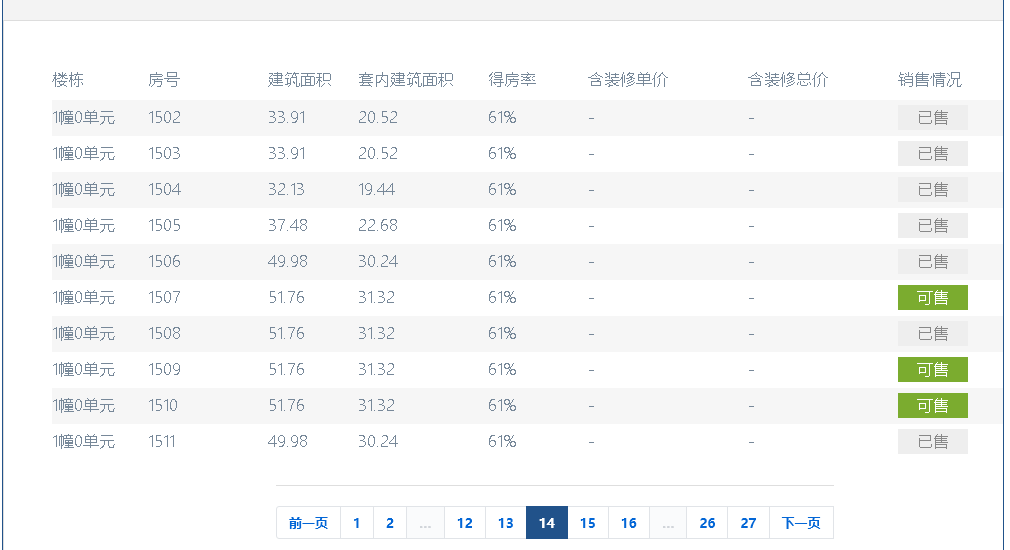 楼栋 房号 建筑面积 套内建筑面积 得房率 含装修单价 含装修总价 销售情况
1幢0单元 1502 33.91 20.52 61% - - 已售
1幢0单元 1503 33.91 20.52 61% - - 已售
1幢0单元 1504 32.13 19.44 61% - - 已售
1幢0单元 1505 37.48 22.68 61% - - 已售
1幢0单元 1506 49.98 30.24 61% - - 已售
1幢0单元 1507 51.76 31.32 61% - - 可售
1幢0单元 1508 51.76 31.32 61% - - 已售
1幢0单元 1509 51.76 31.32 61% - - 可售
1幢0单元 1510 51.76 31.32 61% - - 可售
1幢0单元 1511 49.98 30.24 61% - - 已售
前一页 1 2 ... 12 13 14 15 16 ... 26 27 下一页